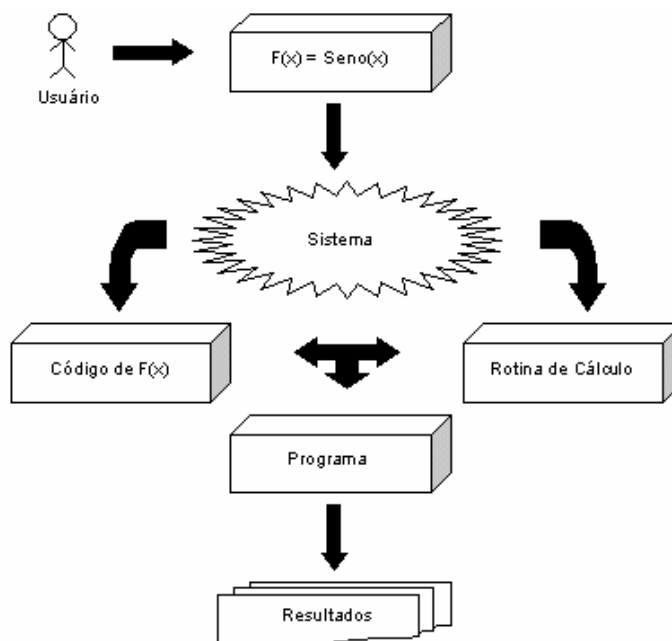 F(x) = Seno(x)
Usuário
Sistema
Código de F(x)
Rotina de Cálculo
Programa
Resultados